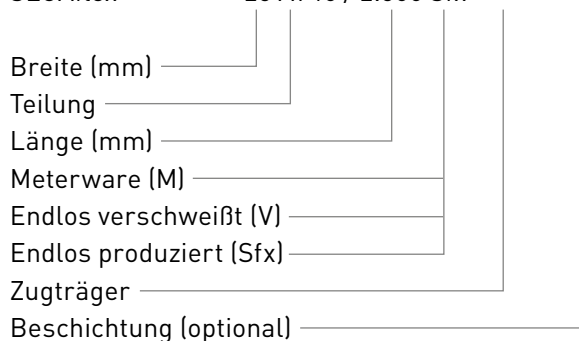 Breite (mm)
Teilung
Länge (mm)
Meterware (M)
Endlos verschweißt (V)
Endlos produziert (Sfx)
Zugträger
Beschichtung (optional)